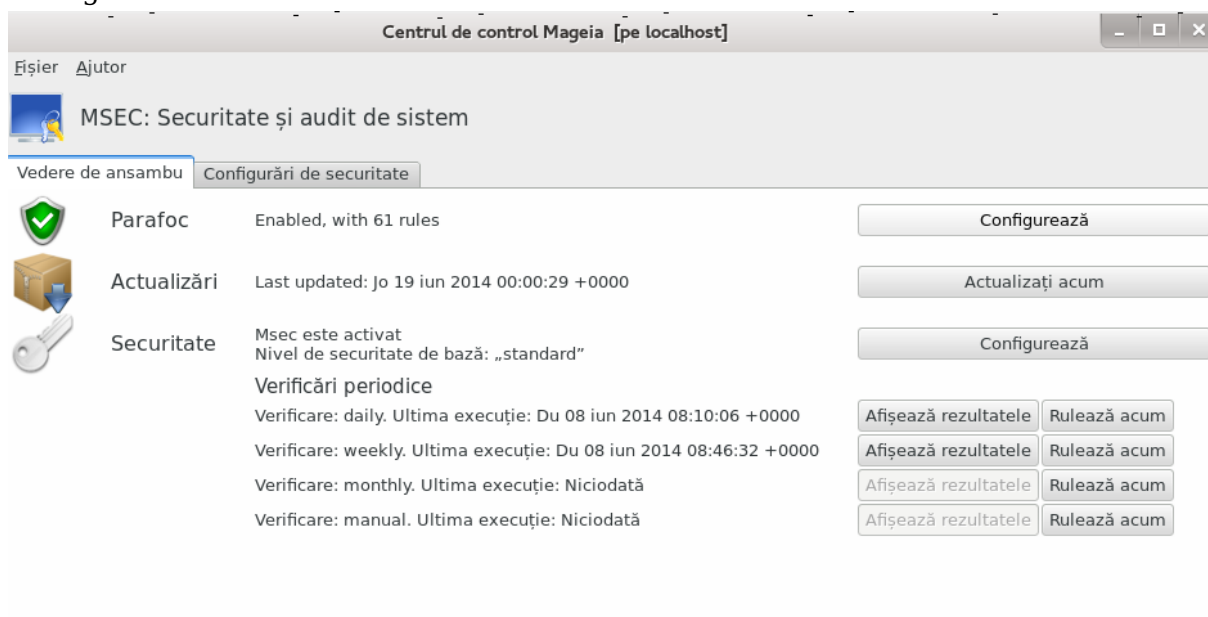 Centrul de control Mageia [pe localhost]
Fișier Ajutor
MSEC: Securitate și audit de sistem
Vedere de ansambu Configurări de securitate
Parafoc Enabled, with 61 rules Configurează
Actualizări Last updated: Jo 19 iun 2014 00:00:29 +0000 Actualizați acum
Securitate Msec este activat
Nivel de securitate de bază: „standard” Configurează
Verificări periodice
Verificare: daily. Ultima execuție: Du 08 iun 2014 08:10:06 +0000 Afișează rezultatele Rulează acum
Verificare: weekly. Ultima execuție: Du 08 iun 2014 08:46:32 +0000 Afișează rezultatele Rulează acum
Verificare: monthly. Ultima execuție: Niciodată Afișează rezultatele Rulează acum
Verificare: manual. Ultima execuție: Niciodată Afișează rezultatele Rulează acum